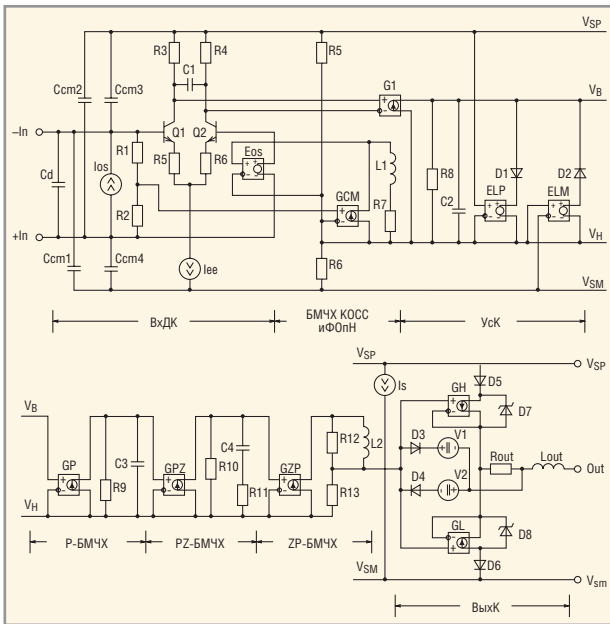 VSP
R3
R4
R5
Ccm2
Ccm3
C1
G1
VB
–In
Q1
Q2
Eos
R1
R5
R6
L1
R8
D1
D2
Cd
Ios
C2
ELP
ELM
R2
GCM
R7
+In
VH
Ccm1
Ccm4
Iee
R6
VSM
ВхДК
БМЧХ КОСС
иФОпН
УсК
VSP
VSP
Is
GH
D5
VB
D7
D3
V1
R12
L2
GP
C3
GPZ
R10
C4
GZP
Rout
Lout
Out
D4
V2
R9
R11
R13
VH
GL
D8
P-БМЧХ
PZ-БМЧХ
ZP-БМЧХ
VSM
D6
Vsm
ВыхК